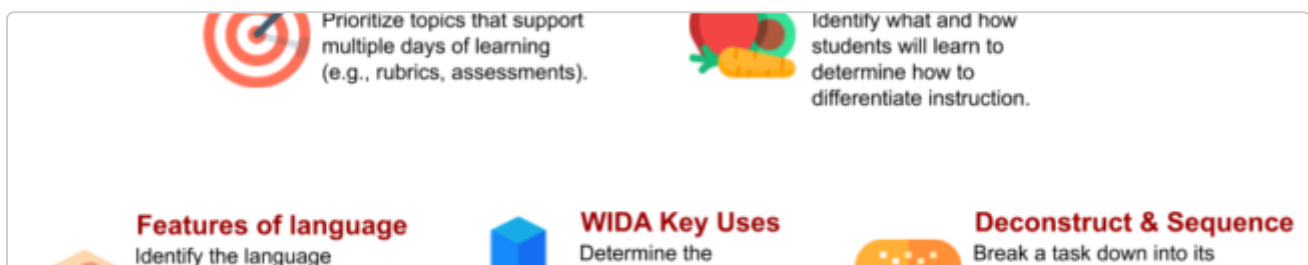 Prioritize topics that support
multiple days of learning
(e.g., rubrics, assessments).
Identify what and how
students will learn to
determine how to
differentiate instruction.
Features of language
Identify the language
WIDA Key Uses
Determine the
Deconstruct & Sequence
Break a task down into its